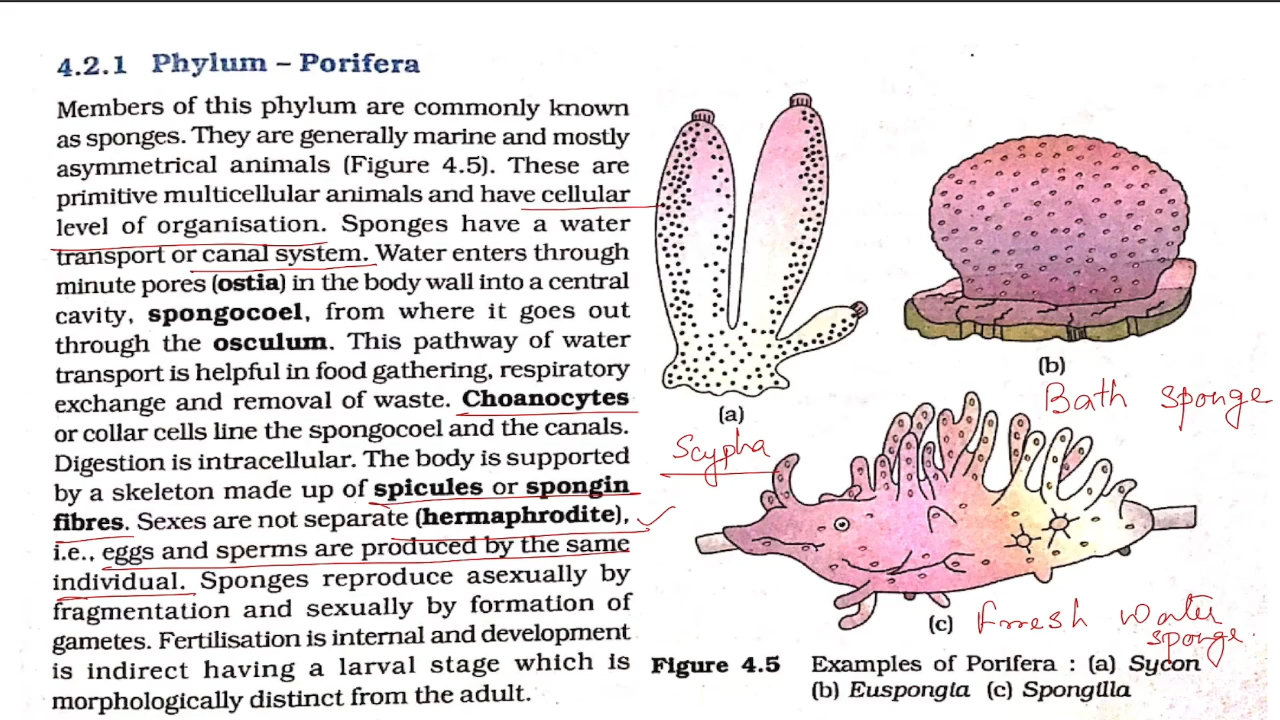 4.2.1 Phylum – Porifera
Members of this phylum are commonly known
as sponges. They are generally marine and mostly
asymmetrical animals (Figure 4.5). These are
primitive multicellular animals and have cellular
level of organisation. Sponges have a water
transport or canal system. Water enters through
minute pores (ostia) in the body wall into a central
cavity, spongocoel, from where it goes out
through the osculum. This pathway of water
transport is helpful in food gathering, respiratory
exchange and removal of waste. Choanocytes
or collar cells line the spongocoel and the canals.
Digestion is intracellular. The body is supported
by a skeleton made up of spicules or spongin
fibres. Sexes are not separate (hermaphrodite),
i.e., eggs and sperms are produced by the same
individual. Sponges reproduce asexually by
fragmentation and sexually by formation of
gametes. Fertilisation is internal and development
is indirect having a larval stage which is
morphologically distinct from the adult.
(a)
Scypha
(b)
Bath sponge
(c)
Fresh water
sponge
Figure 4.5 Examples of Porifera : (a) Sycon
(b) Euspongia (c) Spongilla